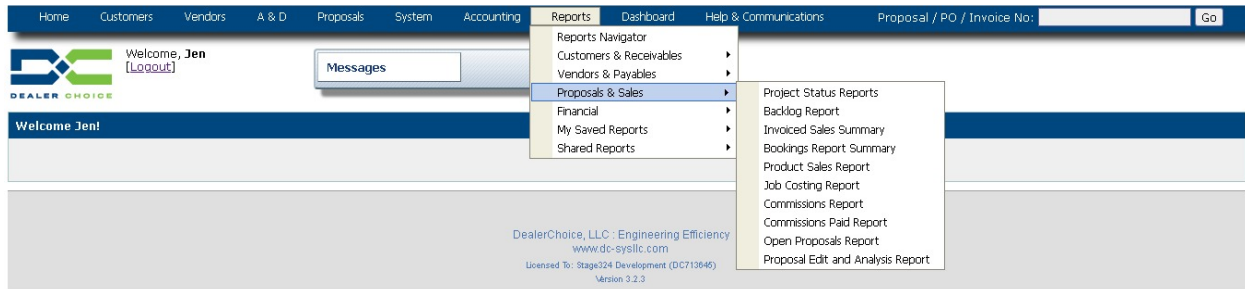 Home Customers Vendors A & D Proposals System Accounting Reports Dashboard Help & Communications Proposal / PO / Invoice No: Go
Welcome, Jen
[Logout]
DEALER CHOICE
Messages
Reports Navigator
Customers & Receivables
Vendors & Payables
Proposals & Sales
Financial
My Saved Reports
Shared Reports
Project Status Reports
Backlog Report
Invoiced Sales Summary
Bookings Report Summary
Product Sales Report
Job Costing Report
Commissions Report
Commissions Paid Report
Open Proposals Report
Proposal Edit and Analysis Report
Welcome Jen!
DealerChoice, LLC : Engineering Efficiency
www.dc-sysllc.com
Licensed To: Stage324 Development (DC713645)
Version 3.2.3